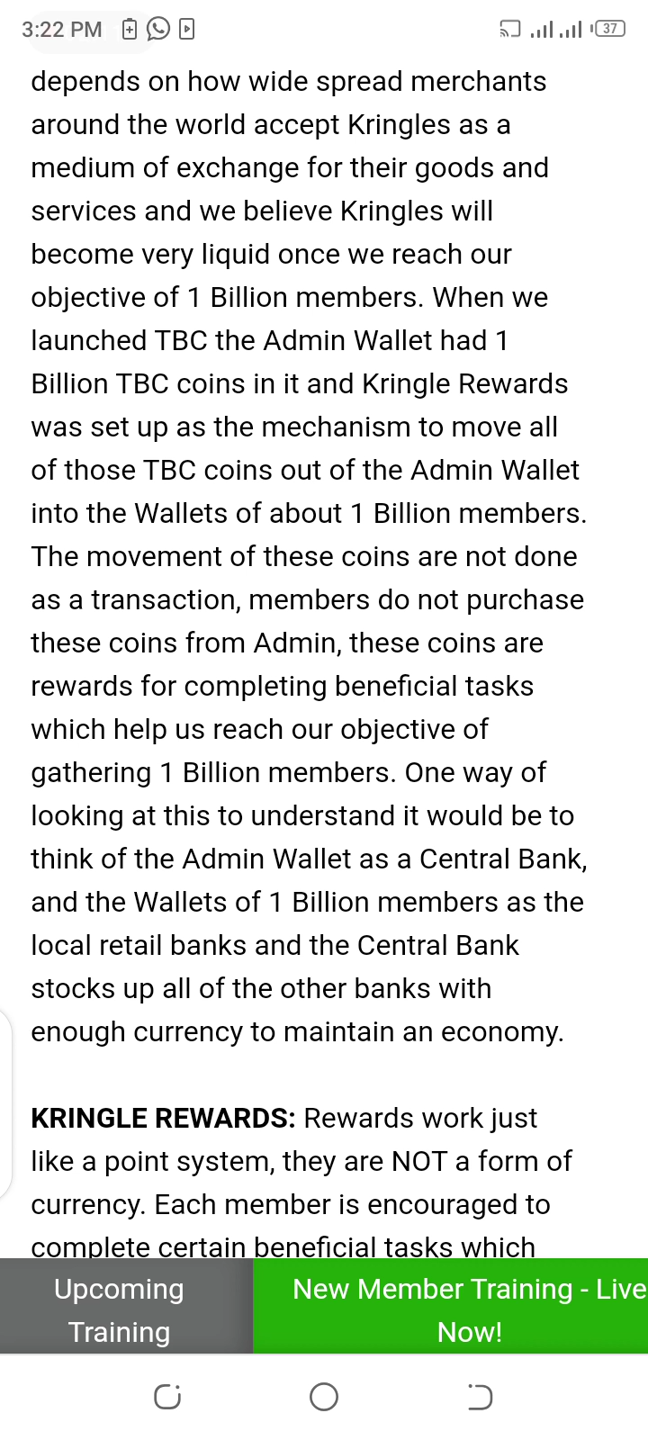 3:22 PM
37
depends on how wide spread merchants
around the world accept Kringles as a
medium of exchange for their goods and
services and we believe Kringles will
become very liquid once we reach our
objective of 1 Billion members. When we
launched TBC the Admin Wallet had 1
Billion TBC coins in it and Kringle Rewards
was set up as the mechanism to move all
of those TBC coins out of the Admin Wallet
into the Wallets of about 1 Billion members.
The movement of these coins are not done
as a transaction, members do not purchase
these coins from Admin, these coins are
rewards for completing beneficial tasks
which help us reach our objective of
gathering 1 Billion members. One way of
looking at this to understand it would be to
think of the Admin Wallet as a Central Bank,
and the Wallets of 1 Billion members as the
local retail banks and the Central Bank
stocks up all of the other banks with
enough currency to maintain an economy.
KRINGLE REWARDS: Rewards work just
like a point system, they are NOT a form of
currency. Each member is encouraged to
complete certain beneficial tasks which
Upcoming
Training
New Member Training - Live
Now!